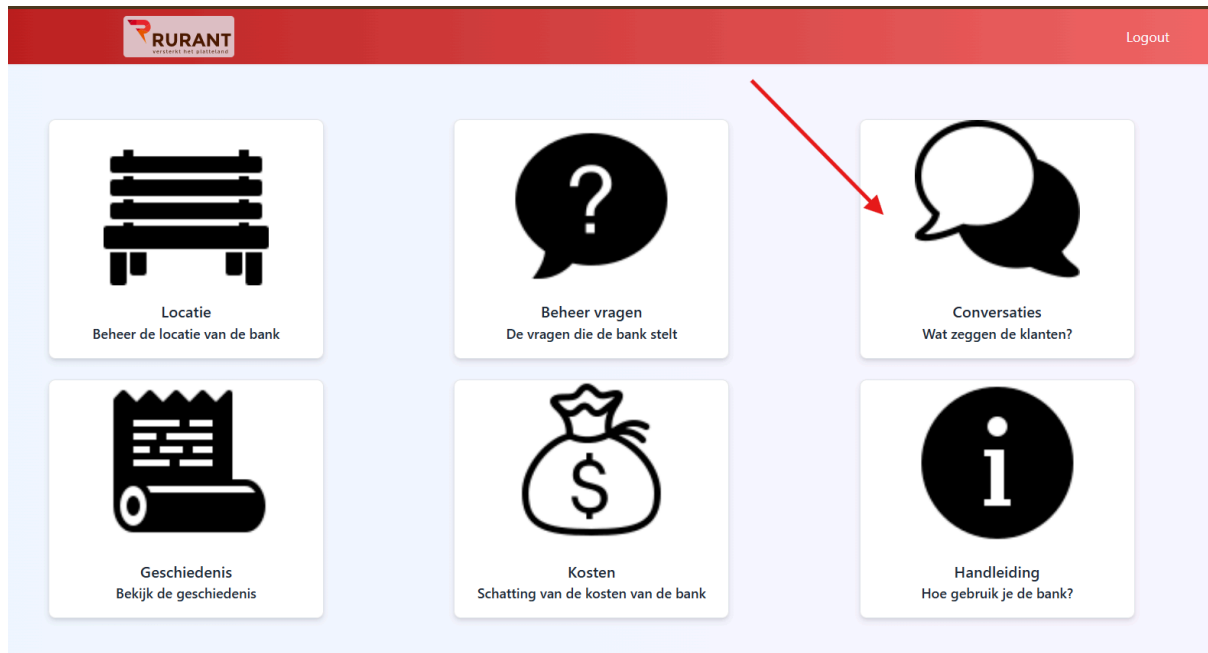 RURANT
versterkt het platteland
Logout
?
Locatie
Beheer de locatie van de bank
Beheer vragen
De vragen die de bank stelt
Conversaties
Wat zeggen de klanten?
$
i
Geschiedenis
Bekijk de geschiedenis
Kosten
Schatting van de kosten van de bank
Handleiding
Hoe gebruik je de bank?